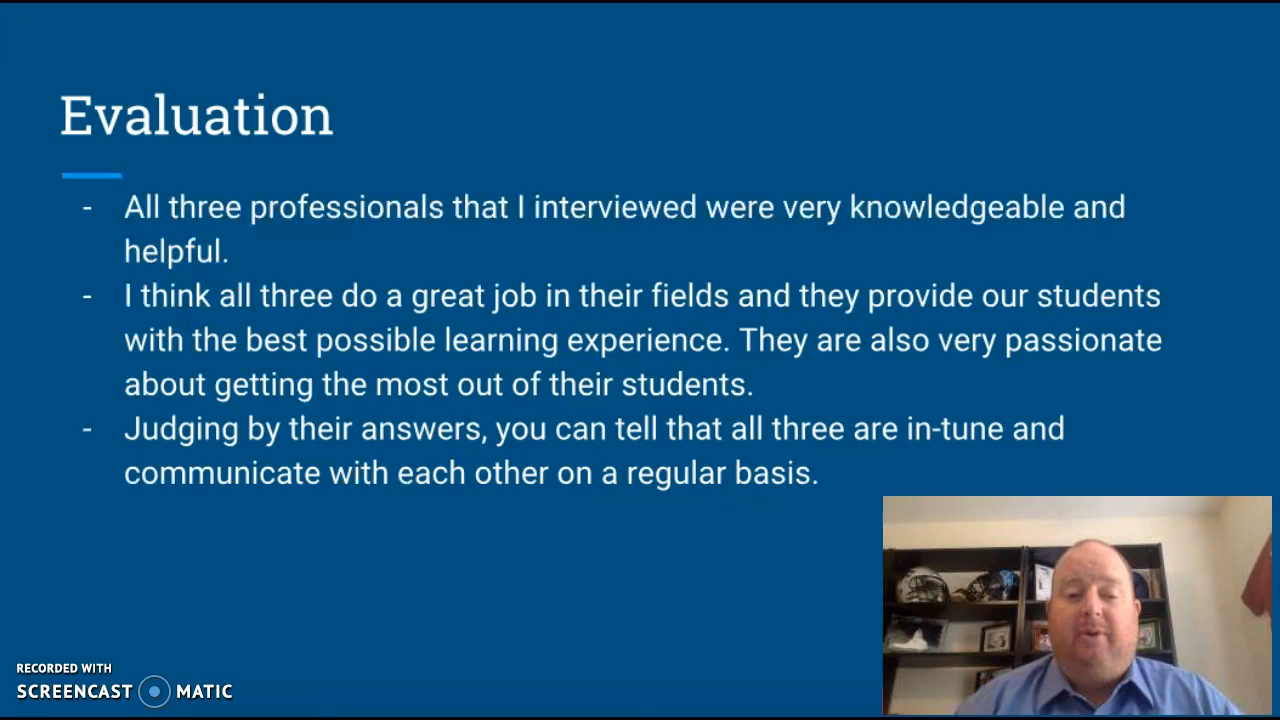 Evaluation
- All three professionals that I interviewed were very knowledgeable and
helpful.
- I think all three do a great job in their fields and they provide our students
with the best possible learning experience. They are also very passionate
about getting the most out of their students.
- Judging by their answers, you can tell that all three are in-tune and
communicate with each other on a regular basis.
RECORDED WITH
SCREENCAST MATIC